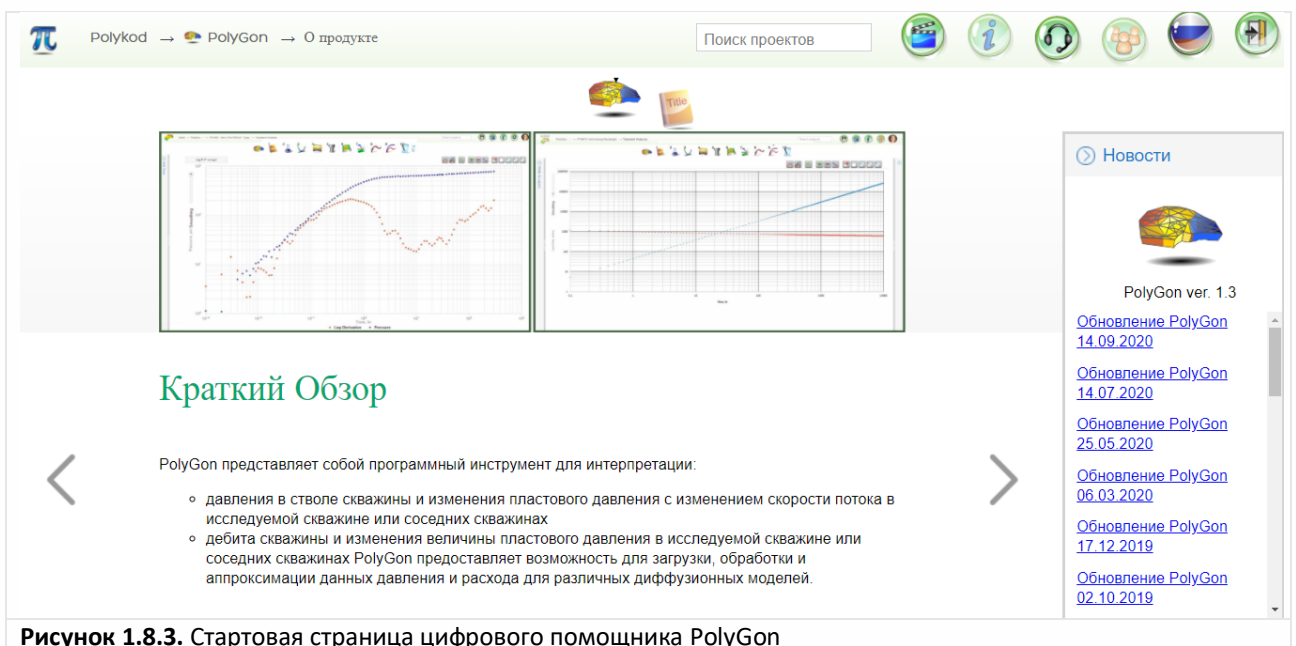 Polykod → PolyGon → О продукте
Поиск проектов
Title
Новости
PolyGon ver. 1.3
Обновление PolyGon
14.09.2020
Обновление PolyGon
14.07.2020
Обновление PolyGon
25.05.2020
Обновление PolyGon
06.03.2020
Обновление PolyGon
17.12.2019
Обновление PolyGon
02.10.2019
Краткий Обзор
PolyGon представляет собой программный инструмент для интерпретации:
давления в стволе скважины и изменения пластового давления с изменением скорости потока в
исследуемой скважине или соседних скважинах
дебита скважины и изменения величины пластового давления в исследуемой скважине или
соседних скважинах PolyGon предоставляет возможность для загрузки, обработки и
аппроксимации данных давления и расхода для различных диффузионных моделей.
Рисунок 1.8.3. Стартовая страница цифрового помощника PolyGon